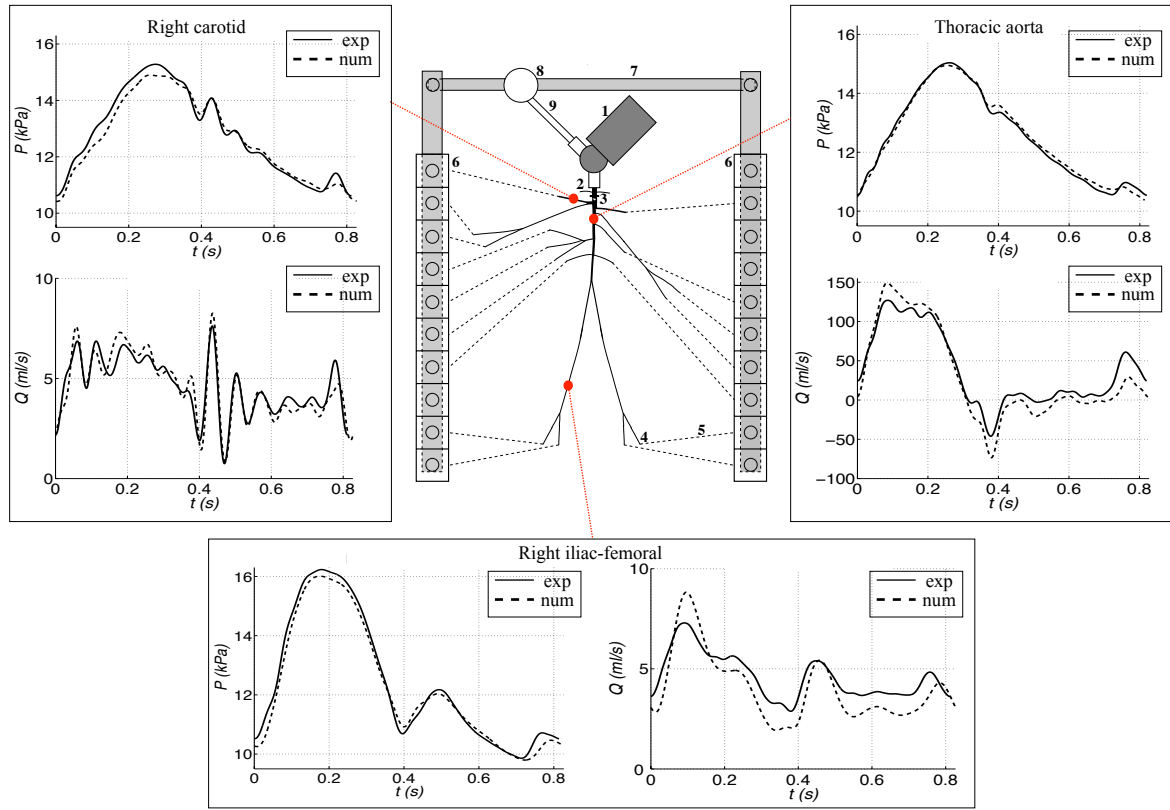 Right carotid
exp
num
P (kPa)
16
14
12
10
0 0.2 0.4 0.6 0.8
t (s)
exp
num
Q (ml/s)
10
5
0
0 0.2 0.4 0.6 0.8
t (s)
8 7
9 1
6 6
2 3
5
4
Thoracic aorta
exp
num
P (kPa)
16
14
12
10
0 0.2 0.4 0.6 0.8
t (s)
exp
num
Q (ml/s)
150
100
50
0
−50
−100
0 0.2 0.4 0.6 0.8
t (s)
Right iliac-femoral
exp
num
P (kPa)
16
14
12
10
0 0.2 0.4 0.6 0.8
t (s)
exp
num
Q (ml/s)
10
5
0
0 0.2 0.4 0.6 0.8
t (s)